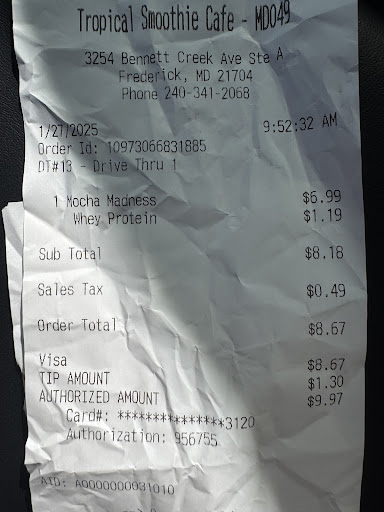 Tropical Smoothie Cafe - MD049
3254 Bennett Creek Ave Ste A
Frederick, MD 21704
Phone 240-341-2068
1/27/2025 9:52:32 AM
Order Id: 10973066831885
DT#13 - Drive Thru 1
1 Mocha Madness $6.99
Whey Protein $1.19
Sub Total $8.18
Sales Tax $0.49
Order Total $8.67
Visa $8.67
TIP AMOUNT $1.30
AUTHORIZED AMOUNT $9.97
Card#: ***************3120
Authorization: 956755
AID: A0000000031010